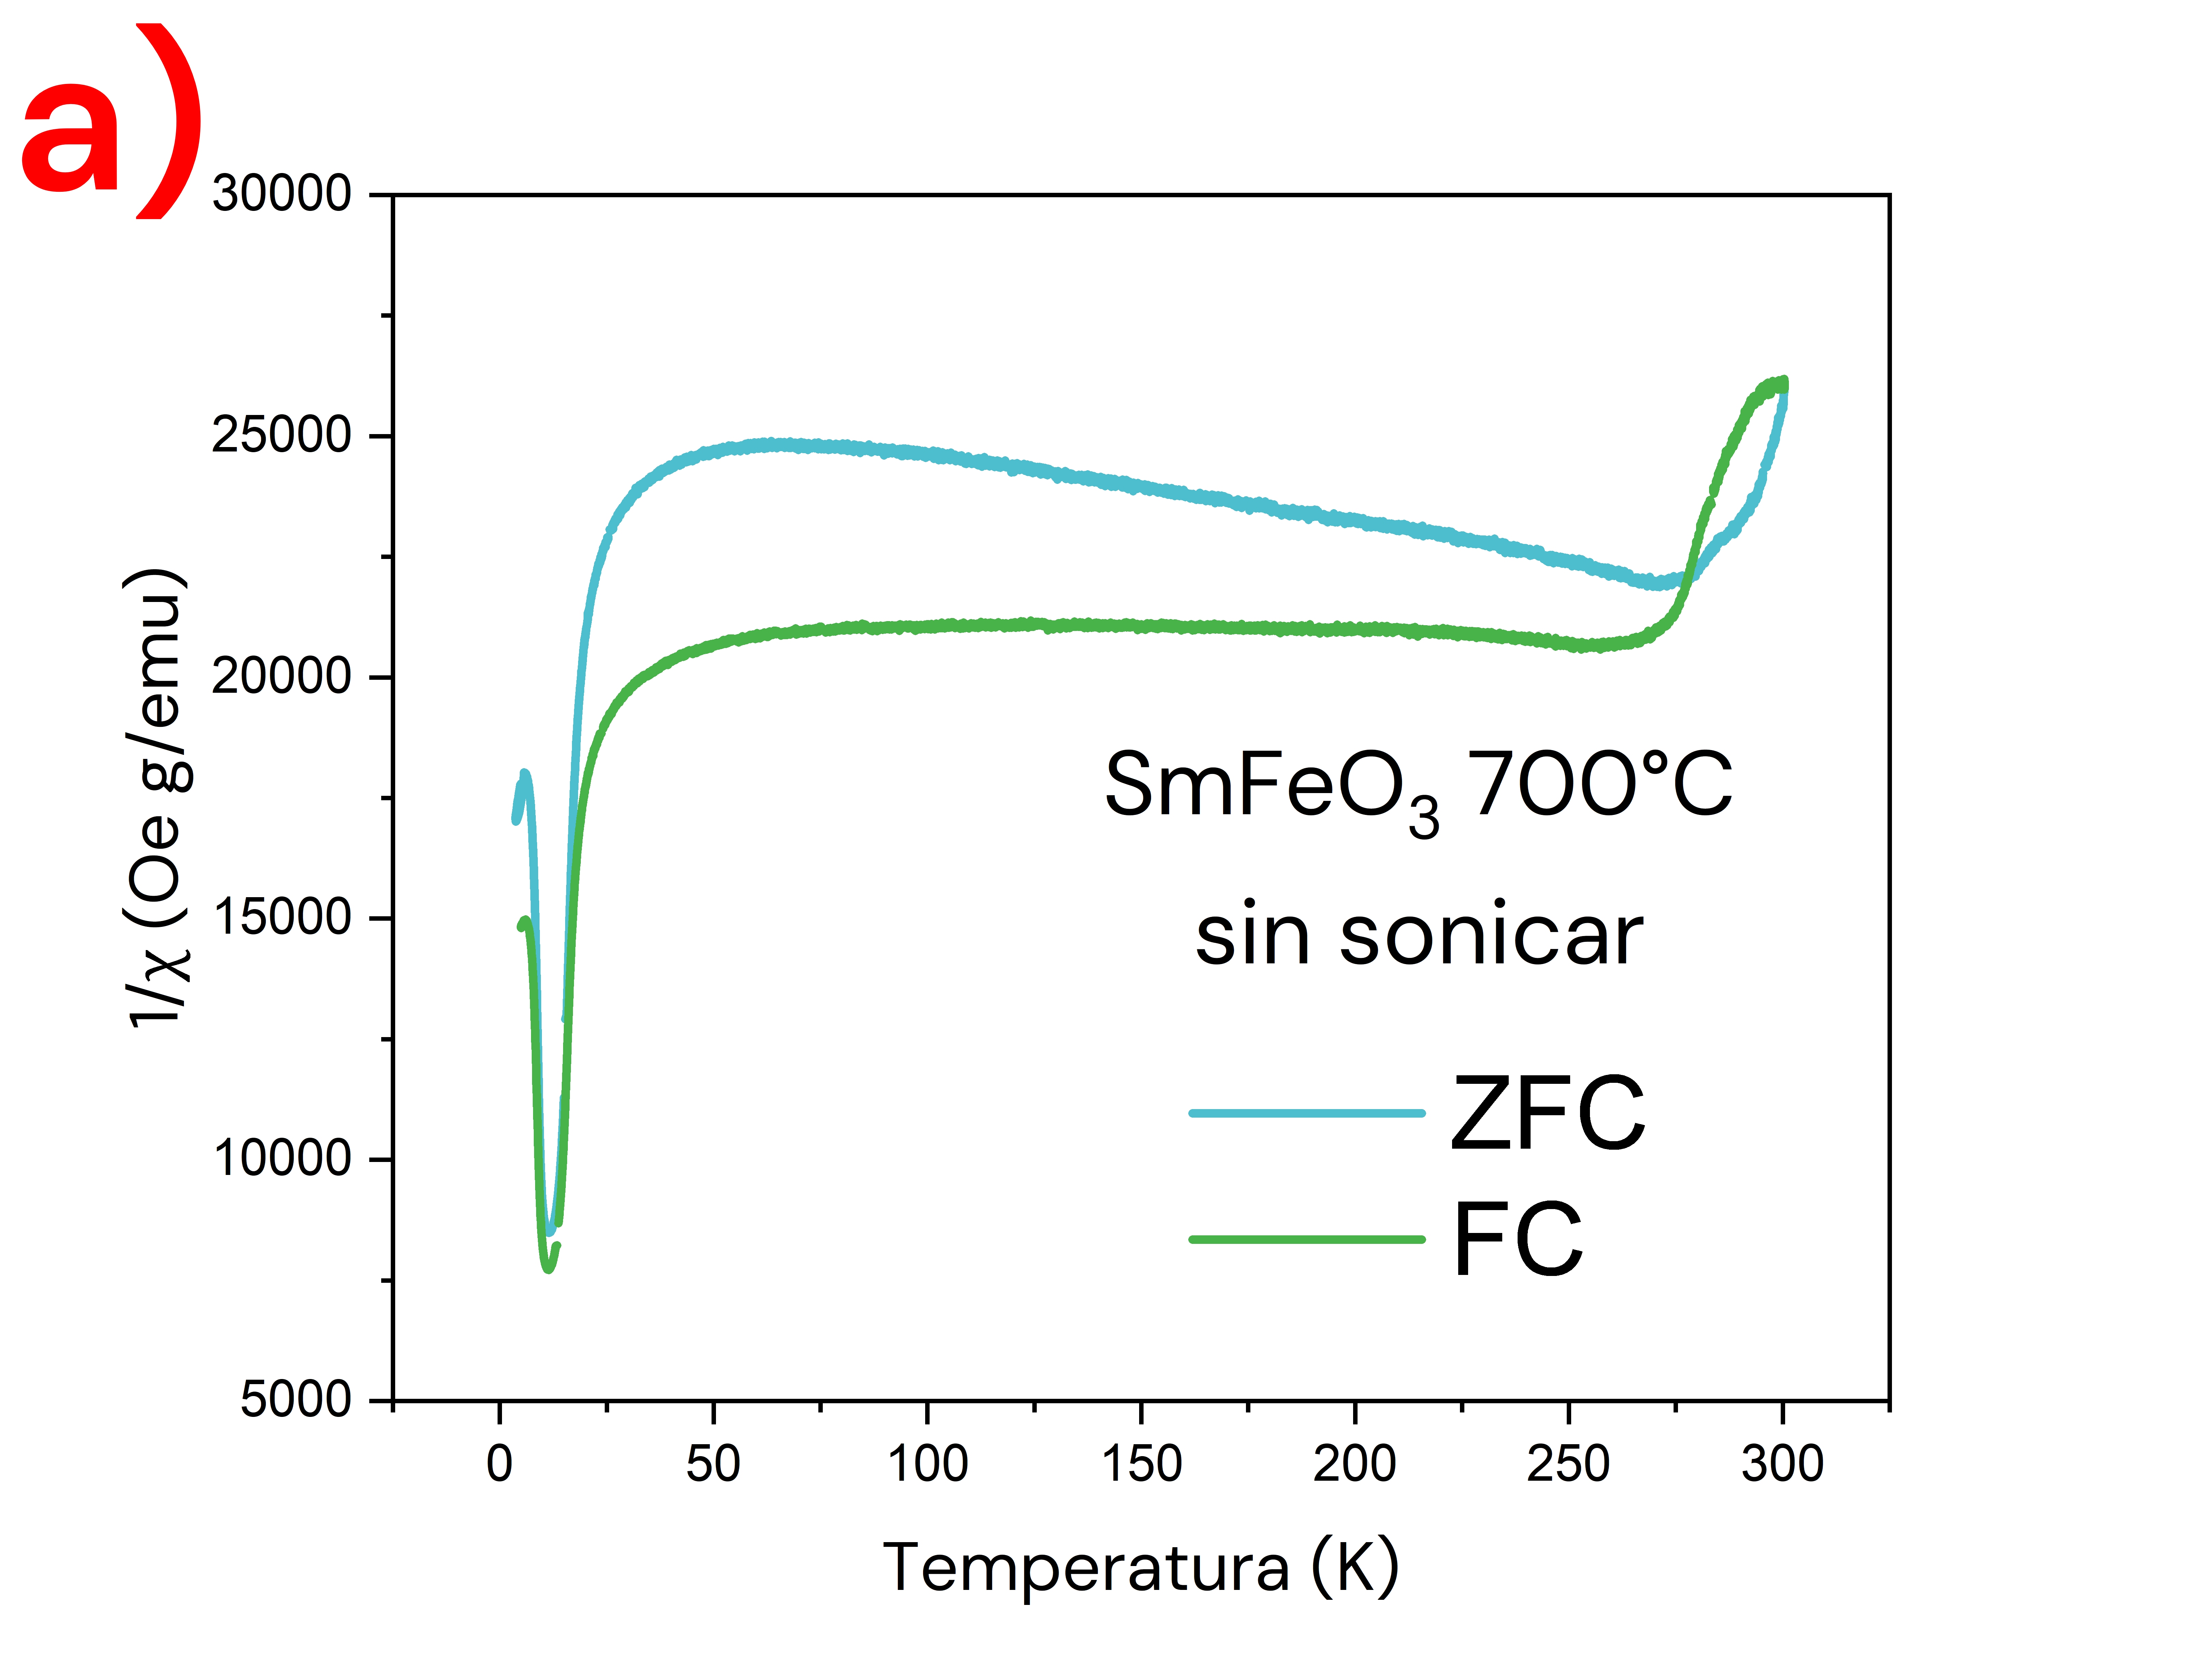 a)
30000
25000
20000
15000
10000
5000
1/χ (Oe g/emu)
SmFeO₃ 700°C
sin sonicar
ZFC
FC
0 50 100 150 200 250 300
Temperatura (K)